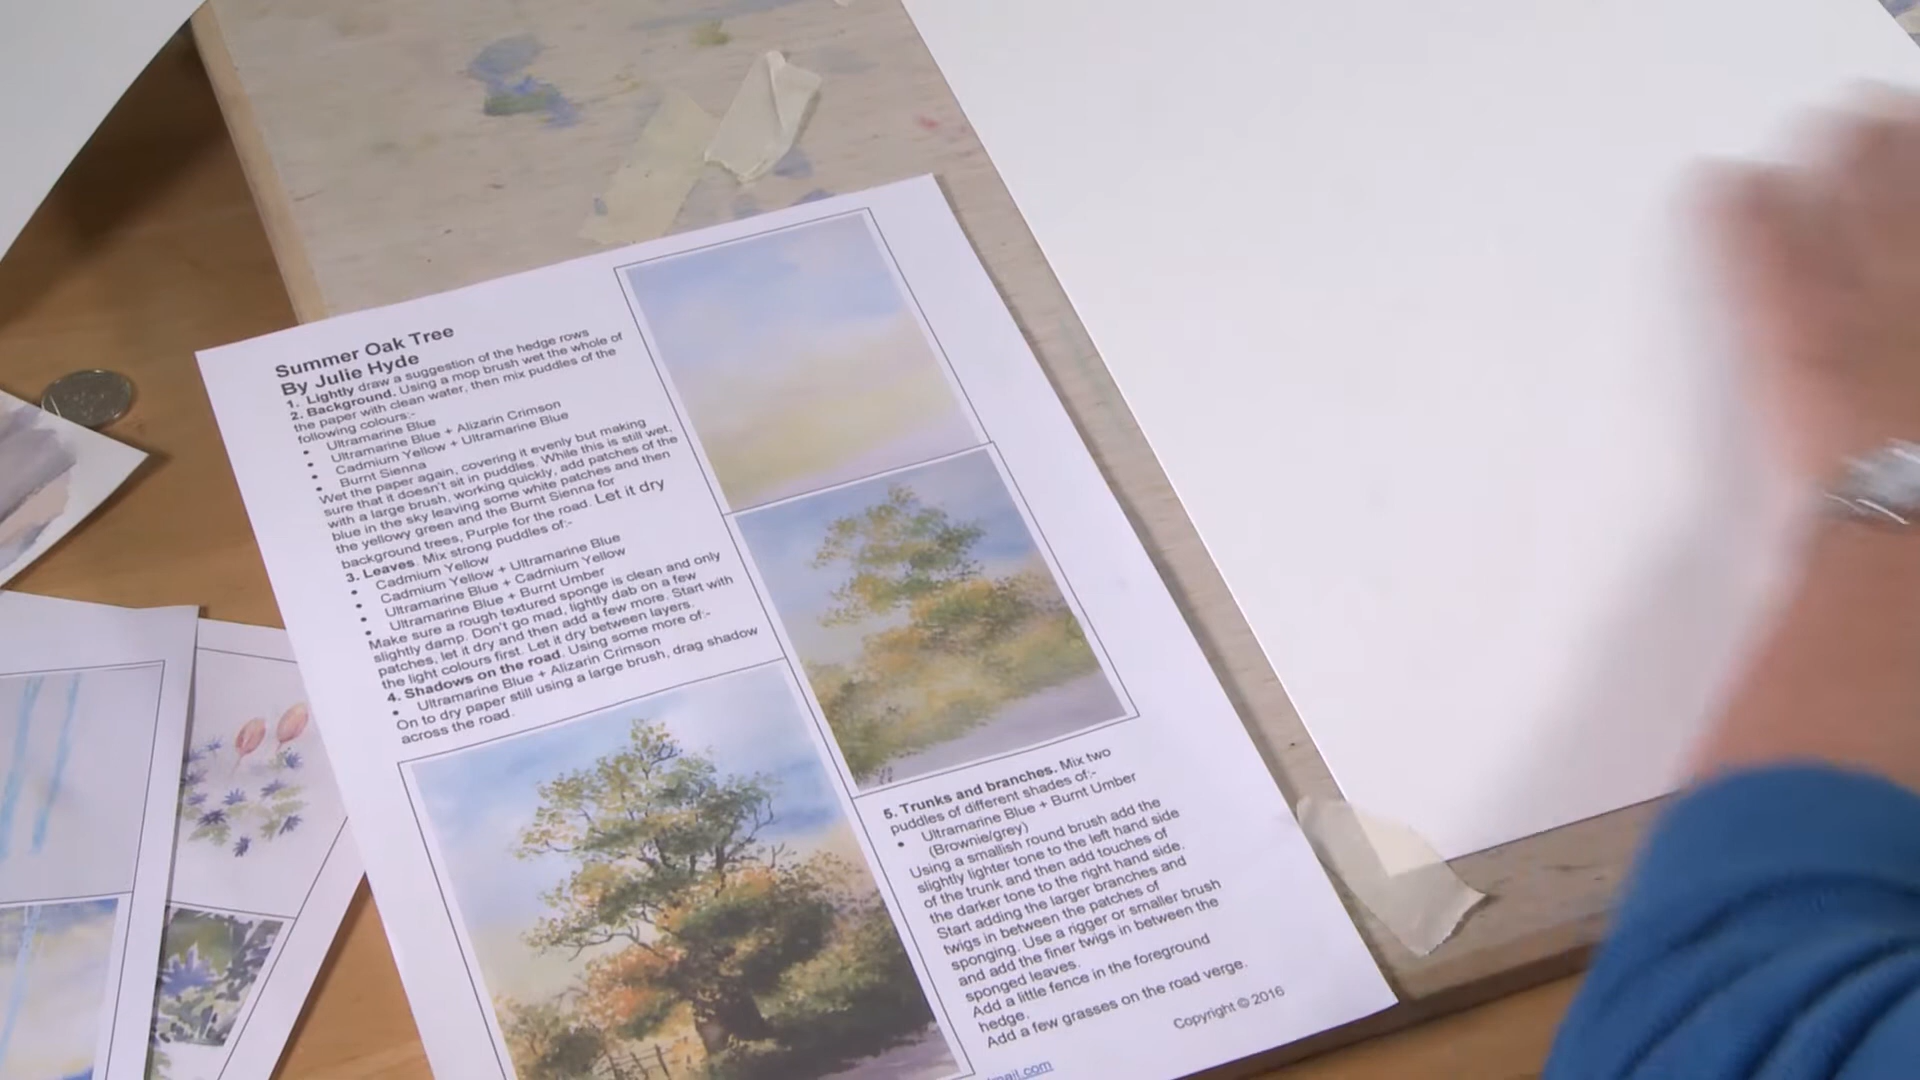 Summer Oak Tree
By Julie Hyde
1. Lightly draw a suggestion of the hedge rows
2. Background. Using a mop brush wet the whole of
the paper with clean water, then mix puddles of the
following colours:-
• Ultramarine Blue
• Ultramarine Blue + Alizarin Crimson
• Cadmium Yellow + Ultramarine Blue
• Burnt Sienna
Wet the paper again, covering it evenly but making
sure that it doesn't sit in puddles. While this is still wet,
with a large brush, working quickly, add patches of the
blue in the sky leaving some white patches and then
the yellowy green and the Burnt Sienna for
background trees, Purple for the road. Let it dry
3. Leaves. Mix strong puddles of:-
• Cadmium Yellow
• Cadmium Yellow + Ultramarine Blue
• Ultramarine Blue + Cadmium Yellow
• Ultramarine Blue + Burnt Umber
Make sure a rough textured sponge is clean and only
slightly damp. Don't go mad, lightly dab on a few
patches, let it dry and then add a few more. Start with
the light colours first. Let it dry between layers.
4. Shadows on the road. Using some more of:-
• Ultramarine Blue + Alizarin Crimson
On to dry paper still using a large brush, drag shadow
across the road.
5. Trunks and branches. Mix two
puddles of different shades of:-
• Ultramarine Blue + Burnt Umber
(Brownie/grey)
Using a smallish round brush add the
slightly lighter tone to the left hand side
of the trunk and then add touches of
the darker tone to the right hand side.
Start adding the larger branches and
twigs in between the patches of
sponging. Use a rigger or smaller brush
and add the finer twigs in between the
sponged leaves.
Add a little fence in the foreground
hedge.
Add a few grasses on the road verge.
Copyright © 2016
mail.com